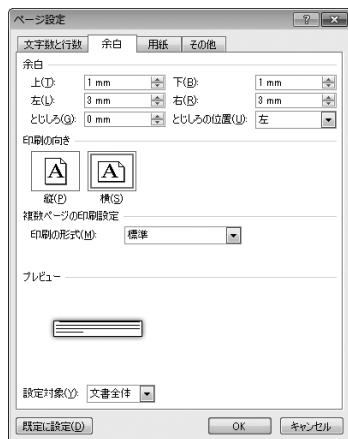 ページ設定
文字数と行数 余白 用紙 その他
余白
上(T): 1 mm 下(B): 1 mm
左(L): 3 mm 右(R): 3 mm
とじしろ(G): 0 mm とじしろの位置(U): 左
印刷の向き
A A
縦(P) 横(S)
複数ページの印刷設定
印刷の形式(M): 標準
プレビュー
設定対象(Y): 文書全体
既定に設定(D) OK キャンセル